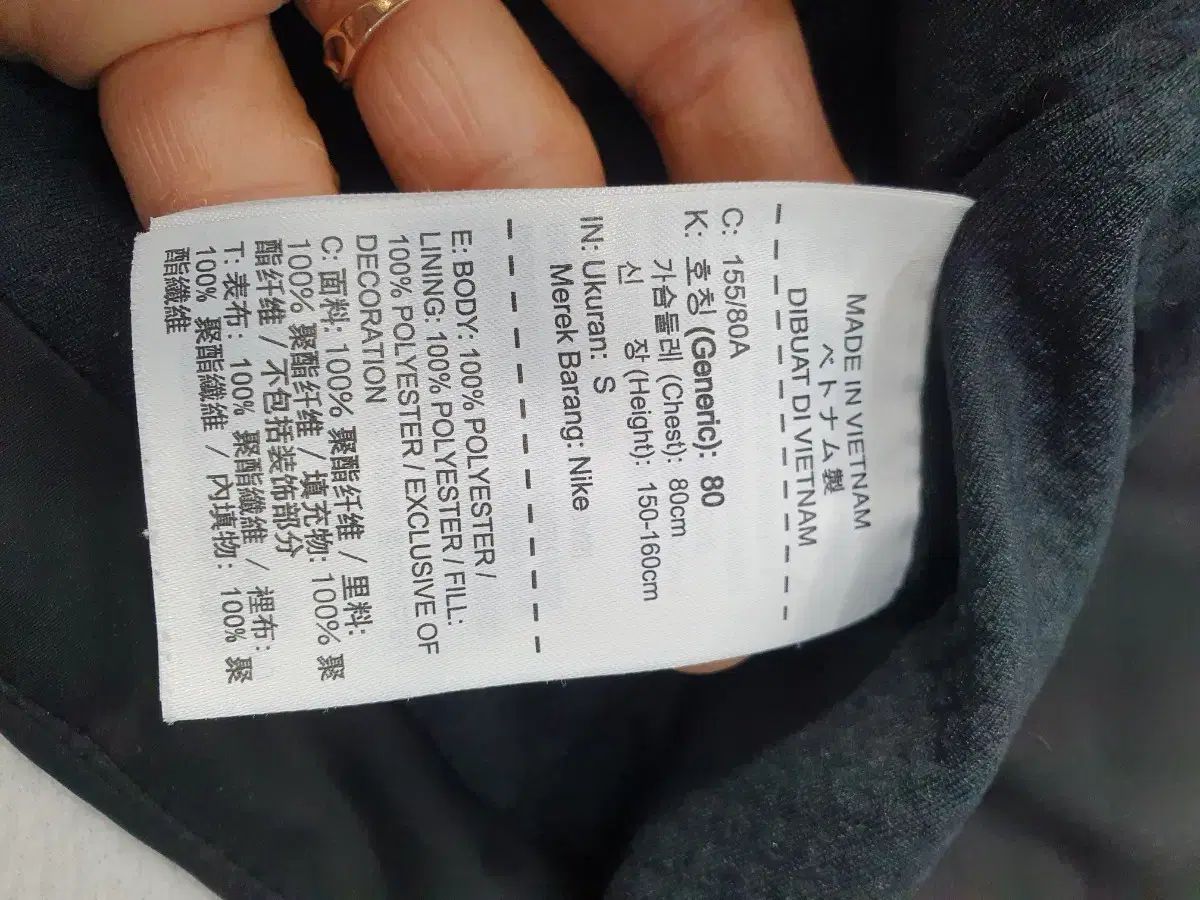 MADE IN VIETNAM
ベトナム製
DIBUAT DI VIETNAM
C: 155/80A
K: 호칭 (Generic): 80
가슴둘레 (Chest): 80cm
신 장 (Height): 150-160cm
IN: Ukuran: S
Merek Barang: Nike
E: BODY: 100% POLYESTER /
LINING: 100% POLYESTER / FILL:
100% POLYESTER / EXCLUSIVE OF
DECORATION
C: 面料: 100% 聚酯纤维 / 里料:
100% 聚酯纤维 / 填充物: 100% 聚
酯纤维 / 不包括装饰部分
T: 表布: 100% 聚酯纖維 / 裡布:
100% 聚酯纖維 / 內填物: 100% 聚
酯纖維